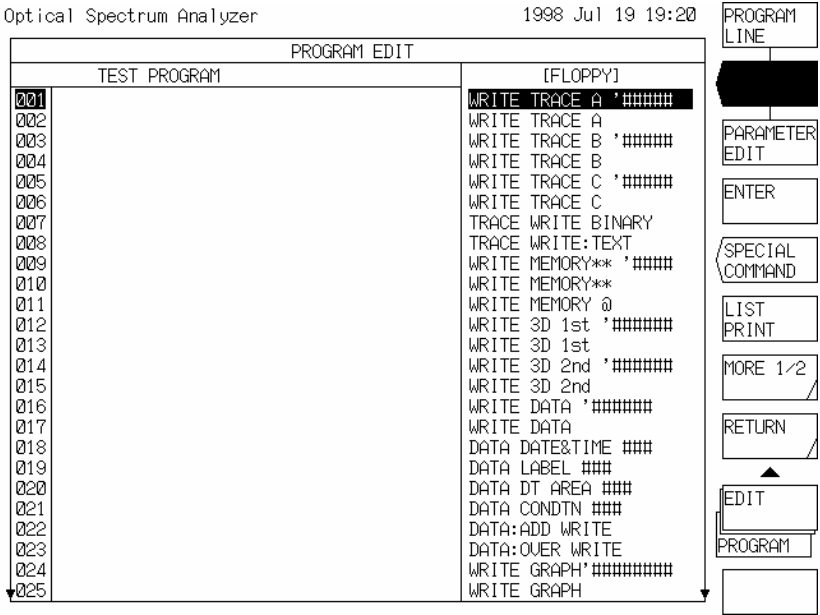 Optical Spectrum Analyzer 1998 Jul 19 19:20
PROGRAM EDIT
TEST PROGRAM [FLOPPY]
001 WRITE TRACE A '#####
002 WRITE TRACE A
003 WRITE TRACE B '#####
004 WRITE TRACE B
005 WRITE TRACE C '#####
006 WRITE TRACE C
007 TRACE WRITE BINARY
008 TRACE WRITE:TEXT
009 WRITE MEMORY** '####
010 WRITE MEMORY**
011 WRITE MEMORY @
012 WRITE 3D 1st '######
013 WRITE 3D 1st
014 WRITE 3D 2nd '######
015 WRITE 3D 2nd
016 WRITE DATA '######
017 WRITE DATA
018 DATA DATE&TIME ###
019 DATA LABEL ###
020 DATA DT AREA ###
021 DATA CONDTN ###
022 DATA:ADD WRITE
023 DATA:OVER WRITE
024 WRITE GRAPH'########
025 WRITE GRAPH
PROGRAM
LINE
PARAMETER
EDIT
ENTER
SPECIAL
COMMAND
LIST
PRINT
MORE 1/2
RETURN
EDIT
PROGRAM